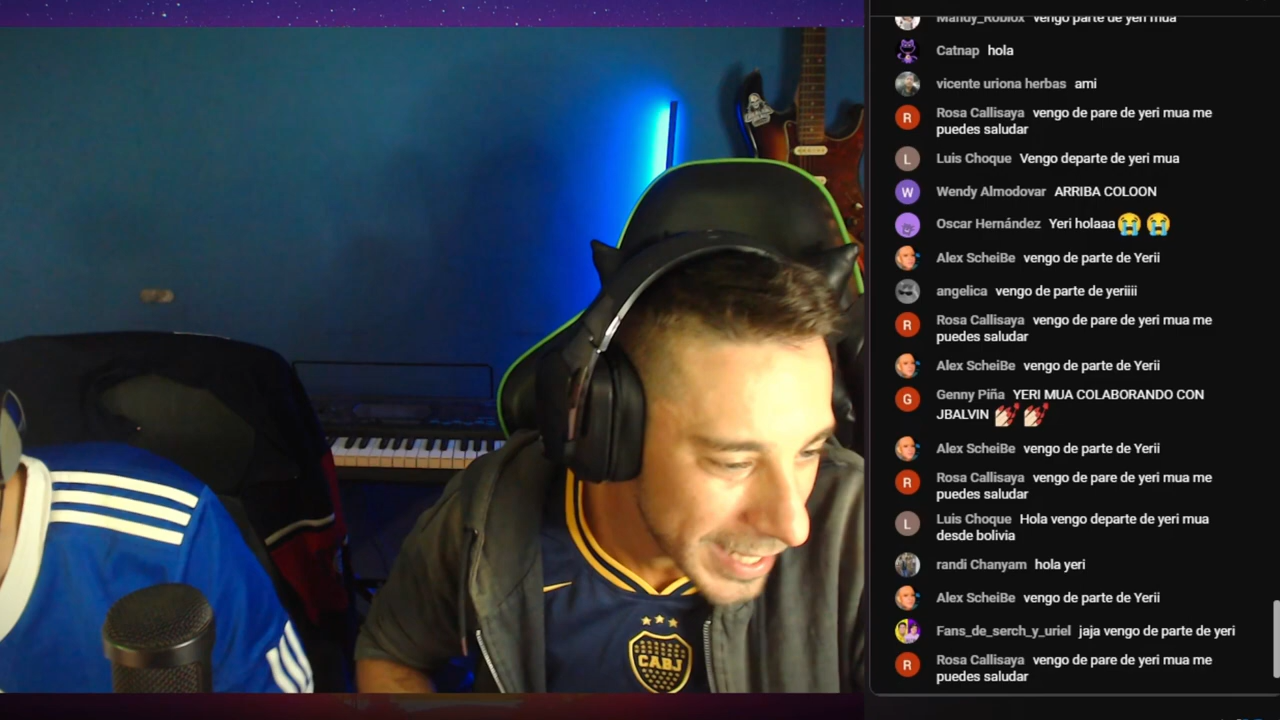 Mandy_Roblox vengo parte de yeri mua
Catnap hola
vicente uriona herbas ami
Rosa Callisaya vengo de pare de yeri mua me
puedes saludar
Luis Choque Vengo departe de yeri mua
Wendy Almodovar ARRIBA COLOON
Oscar Hernández Yeri holaaa😭 😭
Alex ScheiBe vengo de parte de Yerii
angelica vengo de parte de yeriiii
Rosa Callisaya vengo de pare de yeri mua me
puedes saludar
Alex ScheiBe vengo de parte de Yerii
Genny Piña YERI MUA COLABORANDO CON
JBALVIN 💅 💅
Alex ScheiBe vengo de parte de Yerii
Rosa Callisaya vengo de pare de yeri mua me
puedes saludar
Luis Choque Hola vengo departe de yeri mua
desde bolivia
randi Chanyam hola yeri
Alex ScheiBe vengo de parte de Yerii
Fans_de_serch_y_uriel jaja vengo de parte de yeri
Rosa Callisaya vengo de pare de yeri mua me
puedes saludar
CABJ
R
L
W
R
G
R
L
R